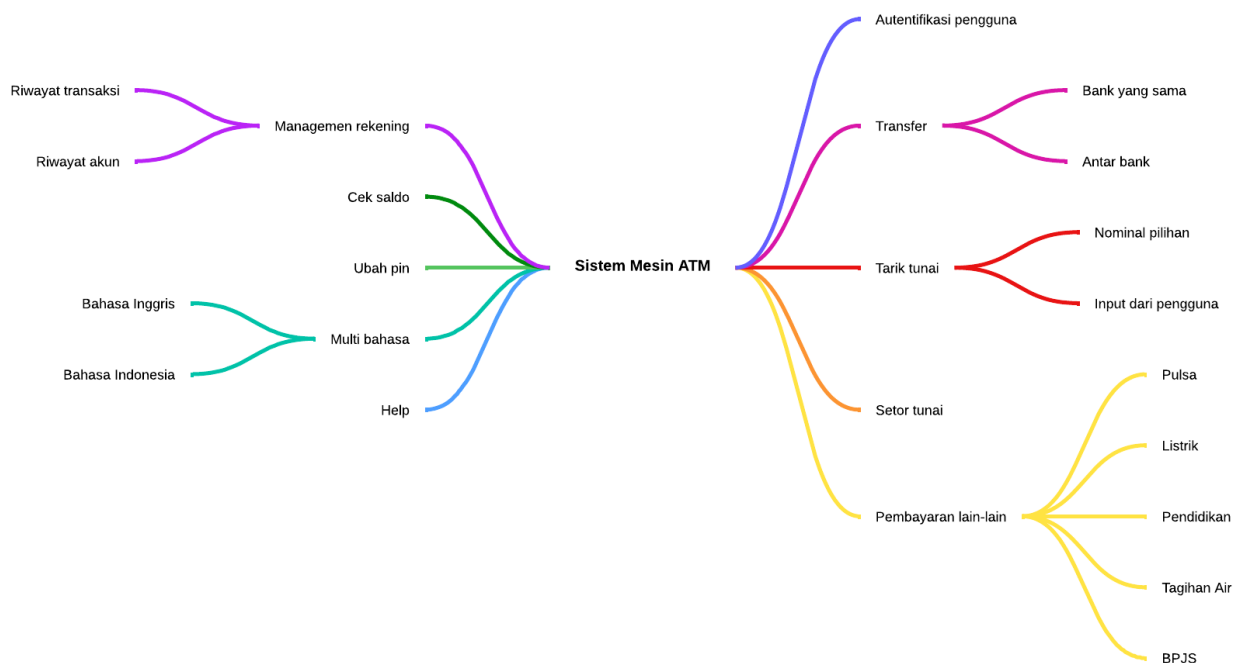 Sistem Mesin ATM
Autentifikasi pengguna
Transfer
Bank yang sama
Antar bank
Tarik tunai
Nominal pilihan
Input dari pengguna
Setor tunai
Pembayaran lain-lain
Pulsa
Listrik
Pendidikan
Tagihan Air
BPJS
Managemen rekening
Riwayat transaksi
Riwayat akun
Cek saldo
Ubah pin
Multi bahasa
Bahasa Inggris
Bahasa Indonesia
Help